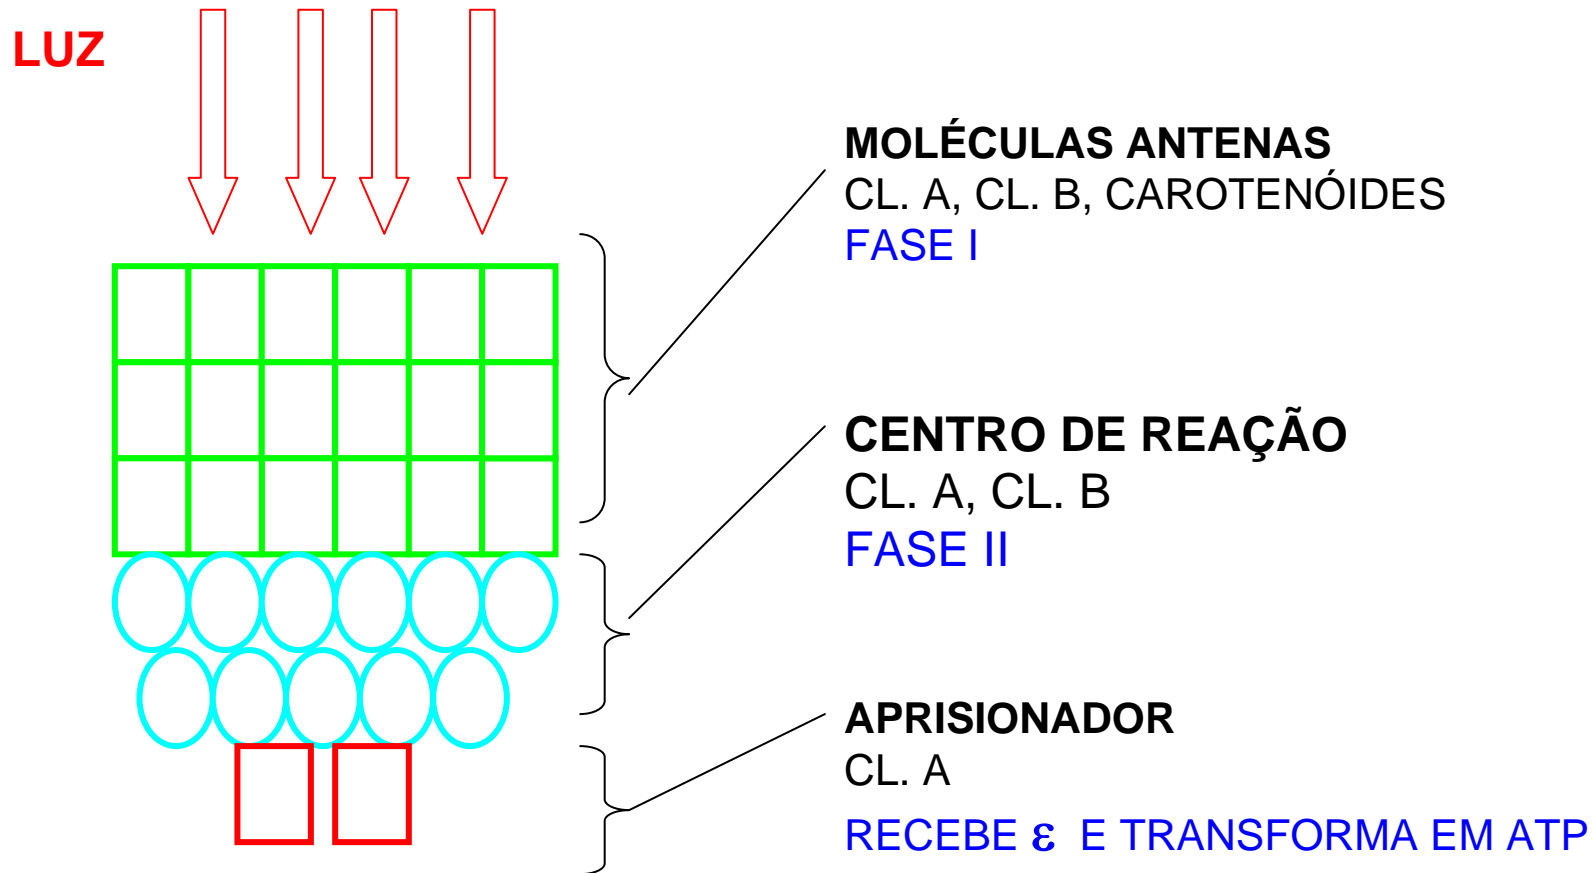 LUZ
MOLÉCULAS ANTENAS
CL. A, CL. B, CAROTENÓIDES
FASE I
CENTRO DE REAÇÃO
CL. A, CL. B
FASE II
APRISIONADOR
CL. A
RECEBE ε E TRANSFORMA EM ATP